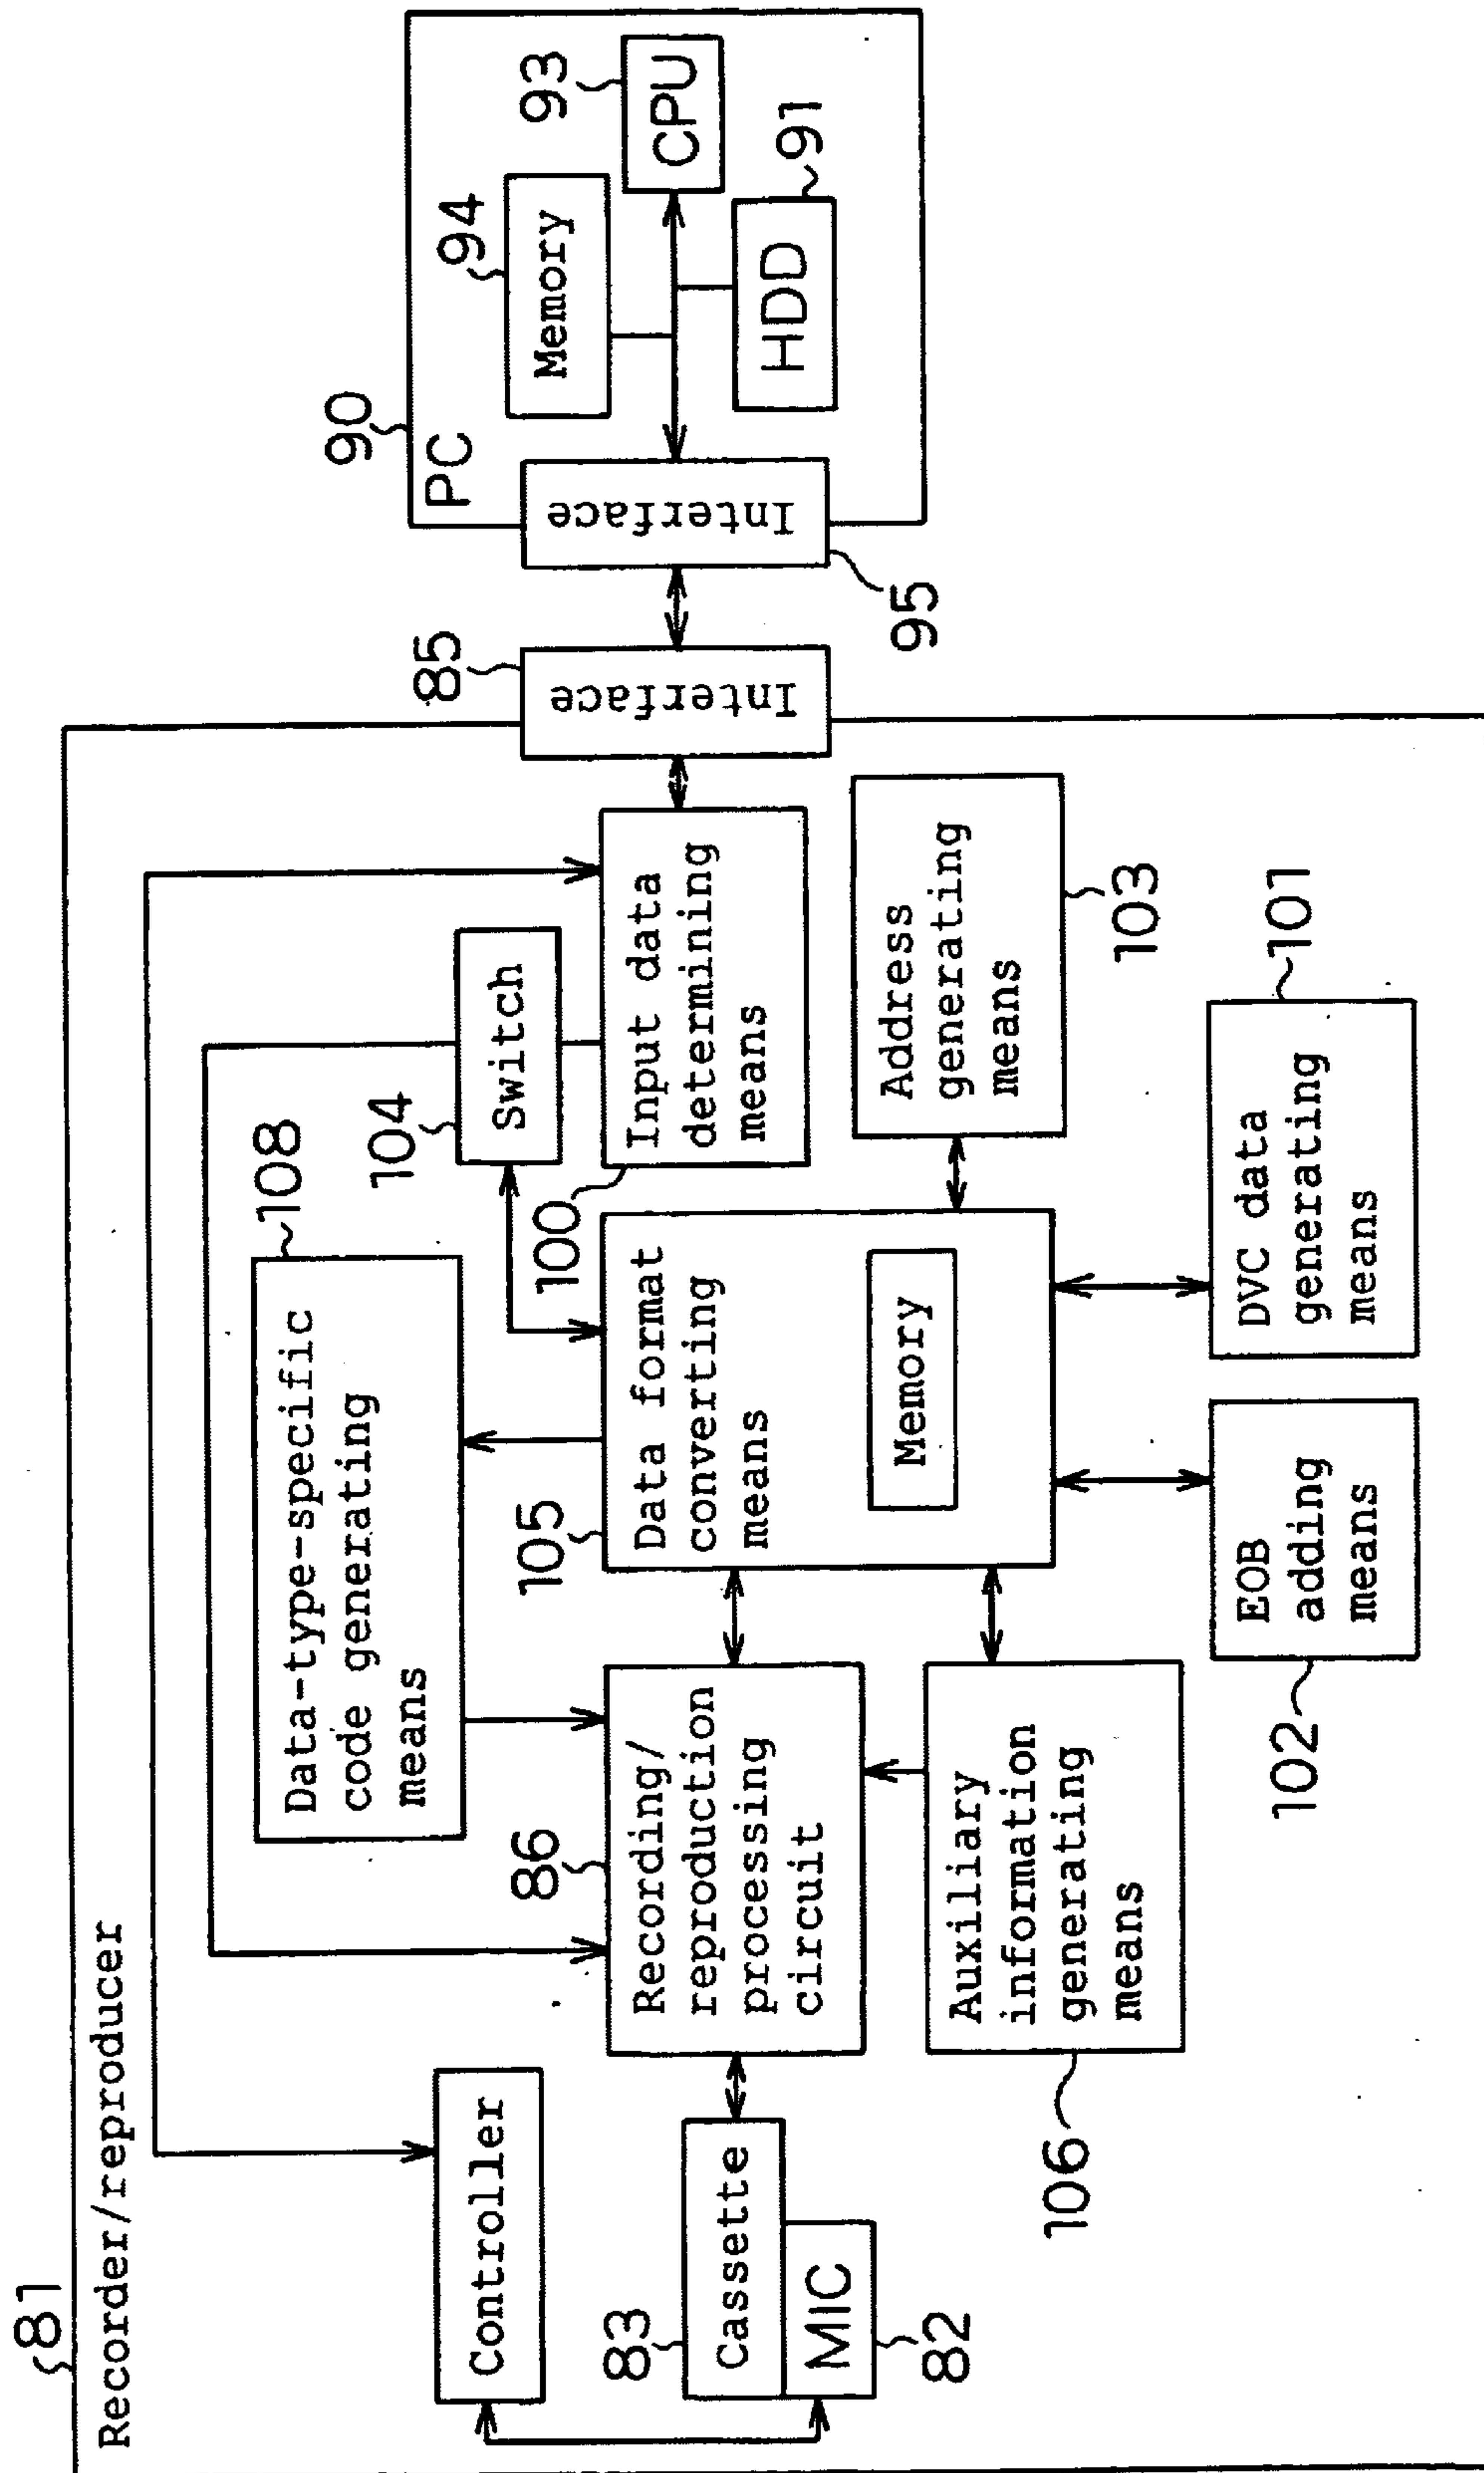 81
Recorder/reproducer
Controller
83
Cassette
MIC
82
108
Data-type-specific
code generating
means
86
Recording/
reproduction
processing
circuit
Auxiliary
information
generating
means
106
105
Data format
converting
means
Memory
EOB
adding
means
102
DVC data
generating
means
101
104
Switch
100
Input data
determining
means
Address
generating
means
103
85
Interface
90
PC
Interface
95
94
Memory
93
CPU
HDD
91